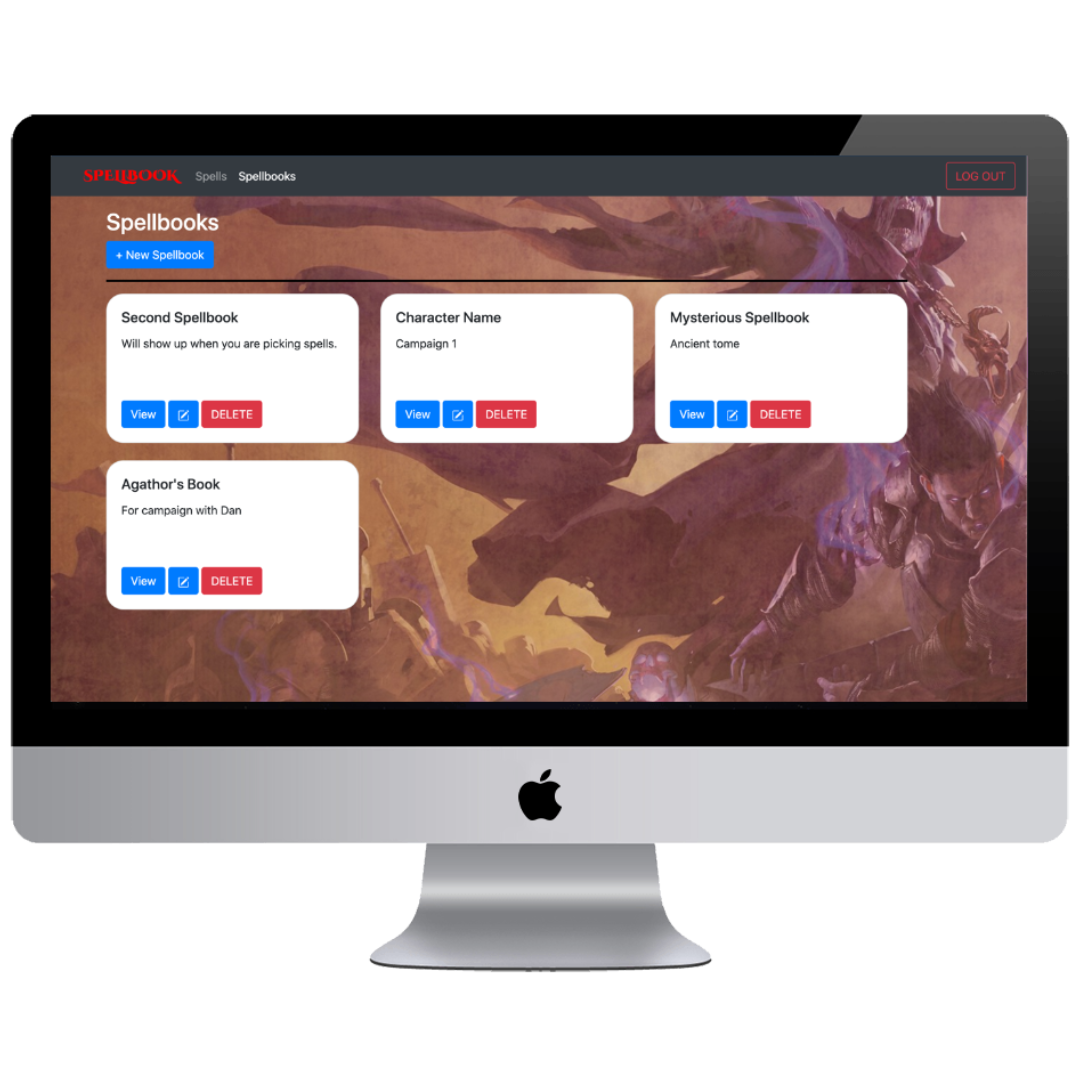 SPELLBOOK Spells Spellbooks LOG OUT
Spellbooks
+ New Spellbook
Second Spellbook
Will show up when you are picking spells.
View DELETE
Character Name
Campaign 1
View DELETE
Mysterious Spellbook
Ancient tome
View DELETE
Agathor's Book
For campaign with Dan
View DELETE